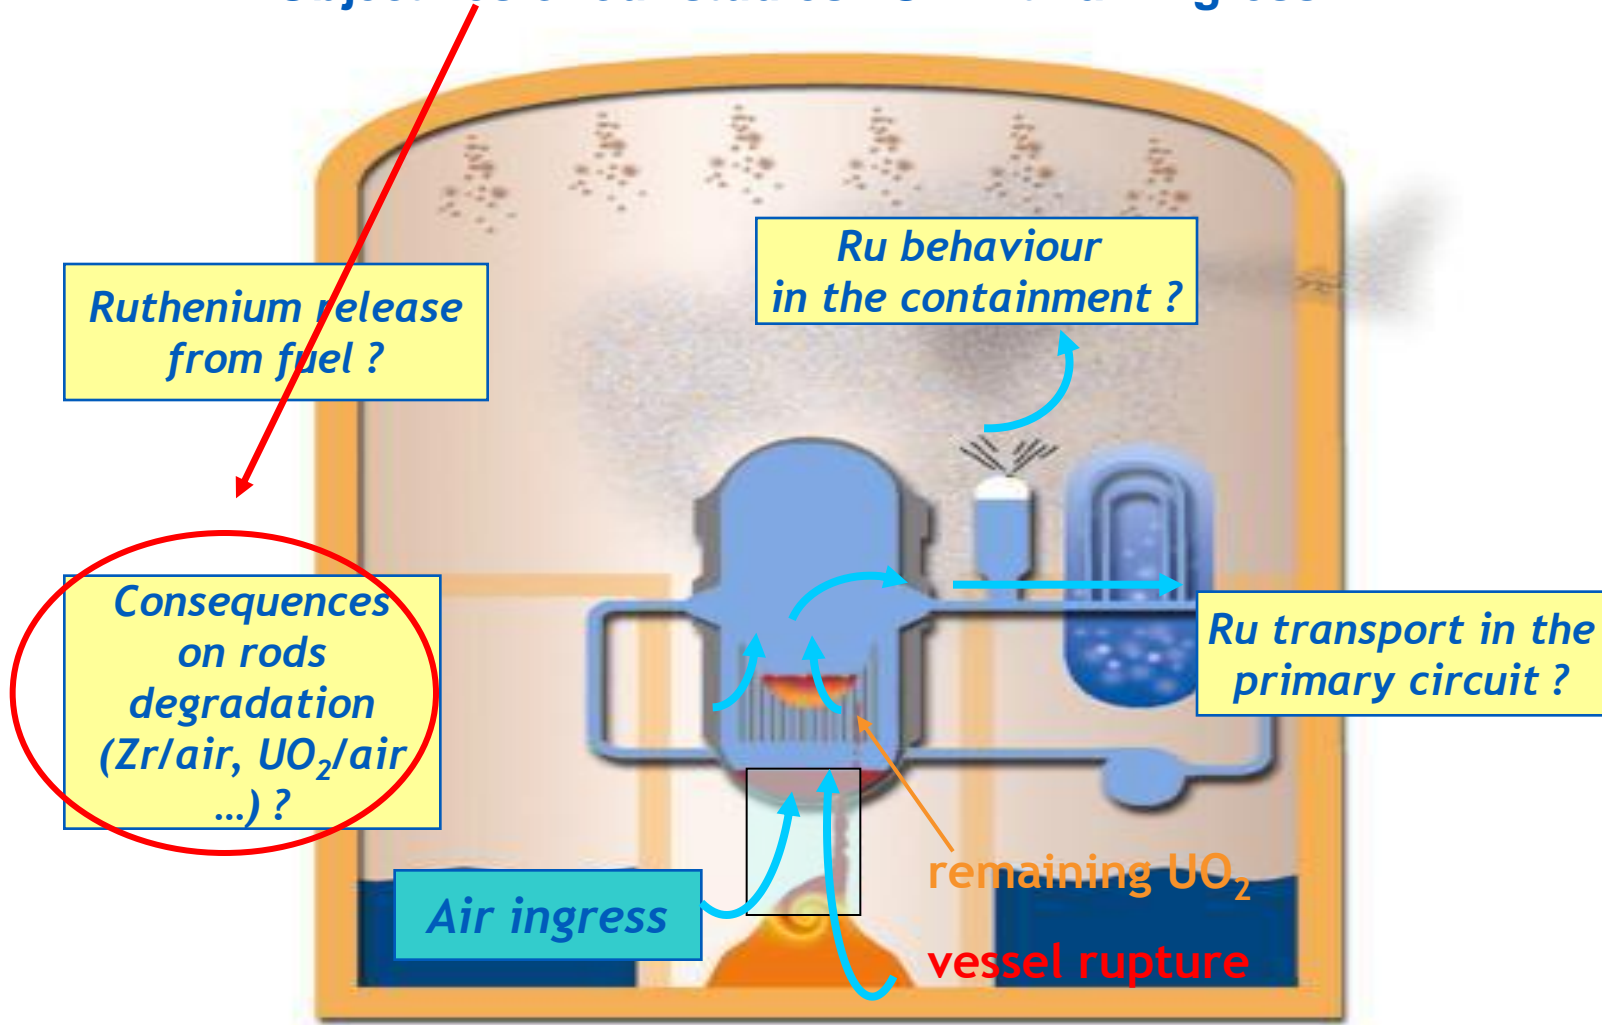 Ru behaviour
in the containment ?
Ruthenium release
from fuel ?
Consequences
on rods
degradation
(Zr/air, UO₂/air
...) ?
Ru transport in the
primary circuit ?
remaining UO₂
Air ingress
vessel rupture